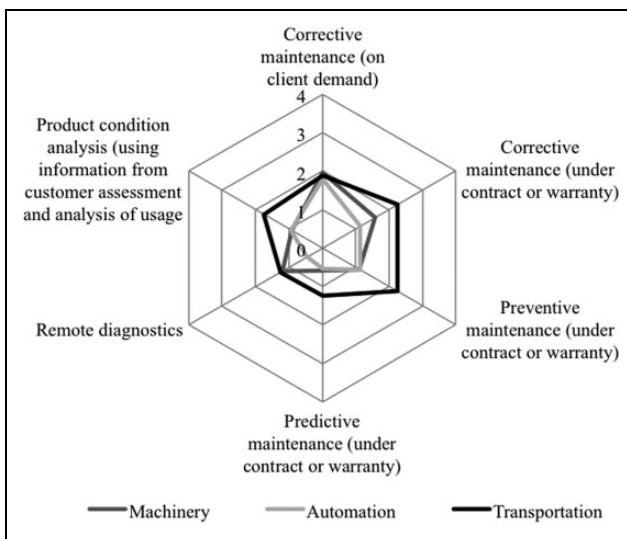 Corrective
maintenance (on
client demand)
4
3
2
1
0
Product condition
analysis (using
information from
customer assessment
and analysis of usage
Corrective
maintenance (under
contract or warranty)
Remote diagnostics
Preventive
maintenance (under
contract or warranty)
Predictive
maintenance (under
contract or warranty)
Machinery
Automation
Transportation